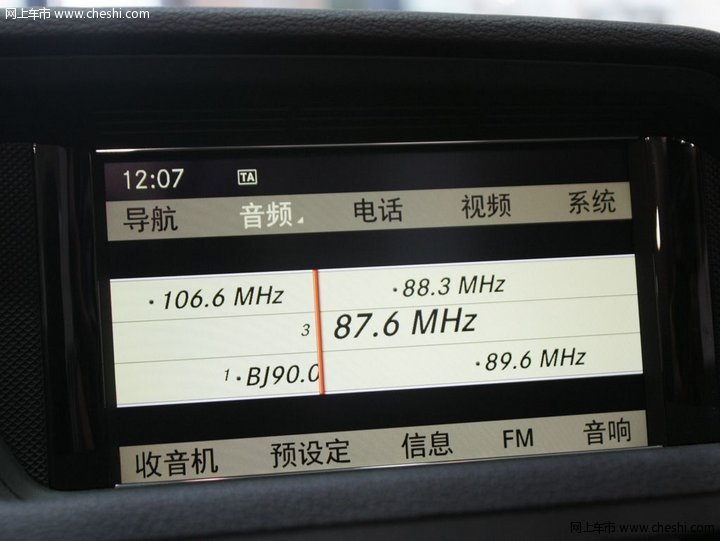 网上车市 www.cheshi.com
12:07 TA
导航 音频 电话 视频 系统
·106.6 MHz ·88.3 MHz
3 87.6 MHz
1·BJ90.0 ·89.6 MHz
收音机 预设定 信息 FM 音响
网上车市 www.cheshi.com